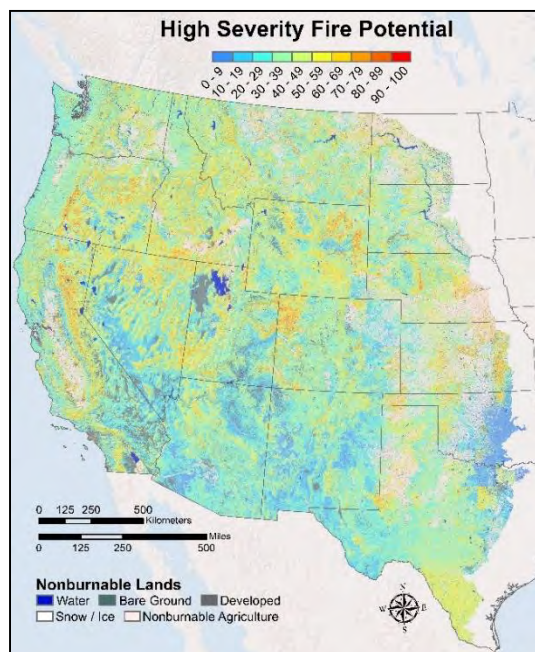 High Severity Fire Potential
0 - 9
10 - 19
20 - 29
30 - 39
40 - 49
50 - 59
60 - 69
70 - 79
80 - 89
90 - 100
0 125 250 500
Kilometers
Miles
0 125 250 500
Nonburnable Lands
Water Bare Ground Developed
Snow / Ice Nonburnable Agriculture
N
W E
S